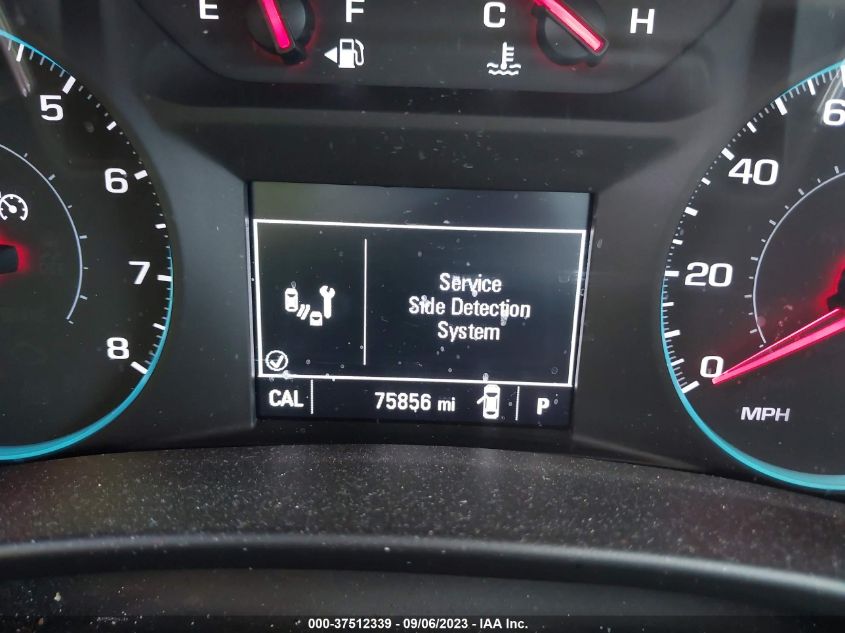 E F C H
5
6
7
8
6
40
20
0
MPH
Service
Side Detection
System
CAL 75856 mi P
000-37512339 - 09/06/2023 - IAA Inc.